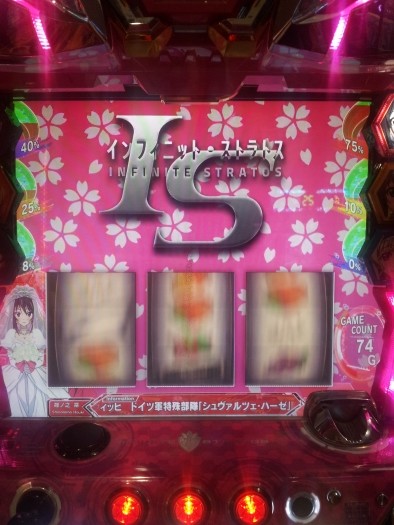 インフィニット・ストラトス
INFINITE STRATOS
IS
40%
25%
8%
75%
10%
0%
GAME
COUNT
74
G
Information
イッヒ ドイツ軍特殊部隊「シュヴァルツェ・ハーゼ」